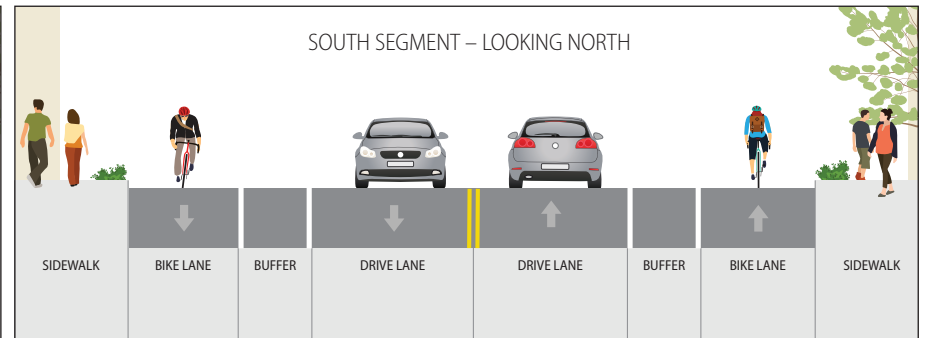 SOUTH SEGMENT – LOOKING NORTH
SIDEWALK BIKE LANE BUFFER DRIVE LANE DRIVE LANE BUFFER BIKE LANE SIDEWALK